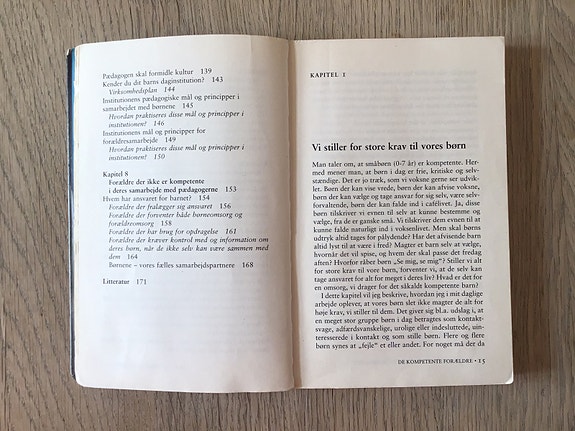 Pædagogen skal formidle kultur 139
Kender du dit barns daginstitution? 143
Virksomhedsplan 144
Institutionens pædagogiske mål og principper i
samarbejdet med børnene 145
Hvordan praktiseres disse mål og principper i
institutionen? 146
Institutionens mål og principper for
forældresamarbejde 149
Hvordan praktiseres disse mål og principper i
institutionen? 150
Kapitel 8
Forældre der ikke er kompetente
i deres samarbejde med pædagogerne 153
Hvem har ansvaret for barnet? 154
Forældre der fralægger sig ansvaret 156
Forældre der forventer både børneomsorg og
forældreomsorg 158
Forældre der har brug for opdragelse 161
Forældre der kræver kontrol med og information om
deres børn, når de ikke selv kan være sammen med
dem 164
Børnene – vores fælles samarbejdspartnere 168
Litteratur 171
KAPITEL 1
Vi stiller for store krav til vores børn
Man taler om, at småbørn (0-7 år) er kompetente. Her-
med mener man, at børn i dag er frie, kritiske og selv-
stændige. Det er jo træk, som vi voksne gerne ser udvik-
let. Børn der kan vise vrede, børn der kan afvise voksne,
børn der kan vælge og tage ansvar for sig selv, være selv-
forvaltende, børn der kan falde ind i cafélivet. Ja, disse
børn tilskriver vi evnen til selv at kunne bestemme og
vælge, fra de er ganske små. Vi tilskriver dem evnen til at
kunne falde naturligt ind i voksenlivet. Men skal børns
udtryk altid tages for pålydende? Har det afvisende barn
altid lyst til at være i fred? Magter et barn selv at vælge,
hvornår det vil spise, og hvem der skal passe det fredag
aften? Hvorfor råber børn "Se mig, se mig"? Stiller vi alt
for store krav til vore børn, forventer vi, at de selv kan
tage ansvar for alt muligt i deres liv? Hvad er det for
en omsorg, vi drager for det såkaldt kompetente barn?
I dette kapitel vil jeg beskrive, hvordan jeg i mit daglige
arbejde oplever, at vores børn slet ikke magter de alt for
høje krav, vi stiller til dem. Det giver sig bl.a. udslag i, at
en meget stor gruppe børn i dag betragtes som kontakt-
svage, adfærdsvanskelige, urolige eller indesluttede, uin-
teresserede i kontakt og som stille børn. Flere og flere
børn synes at „fejle" et eller andet. For noget må der da
DE KOMPETENTE FORÆLDRE • 15